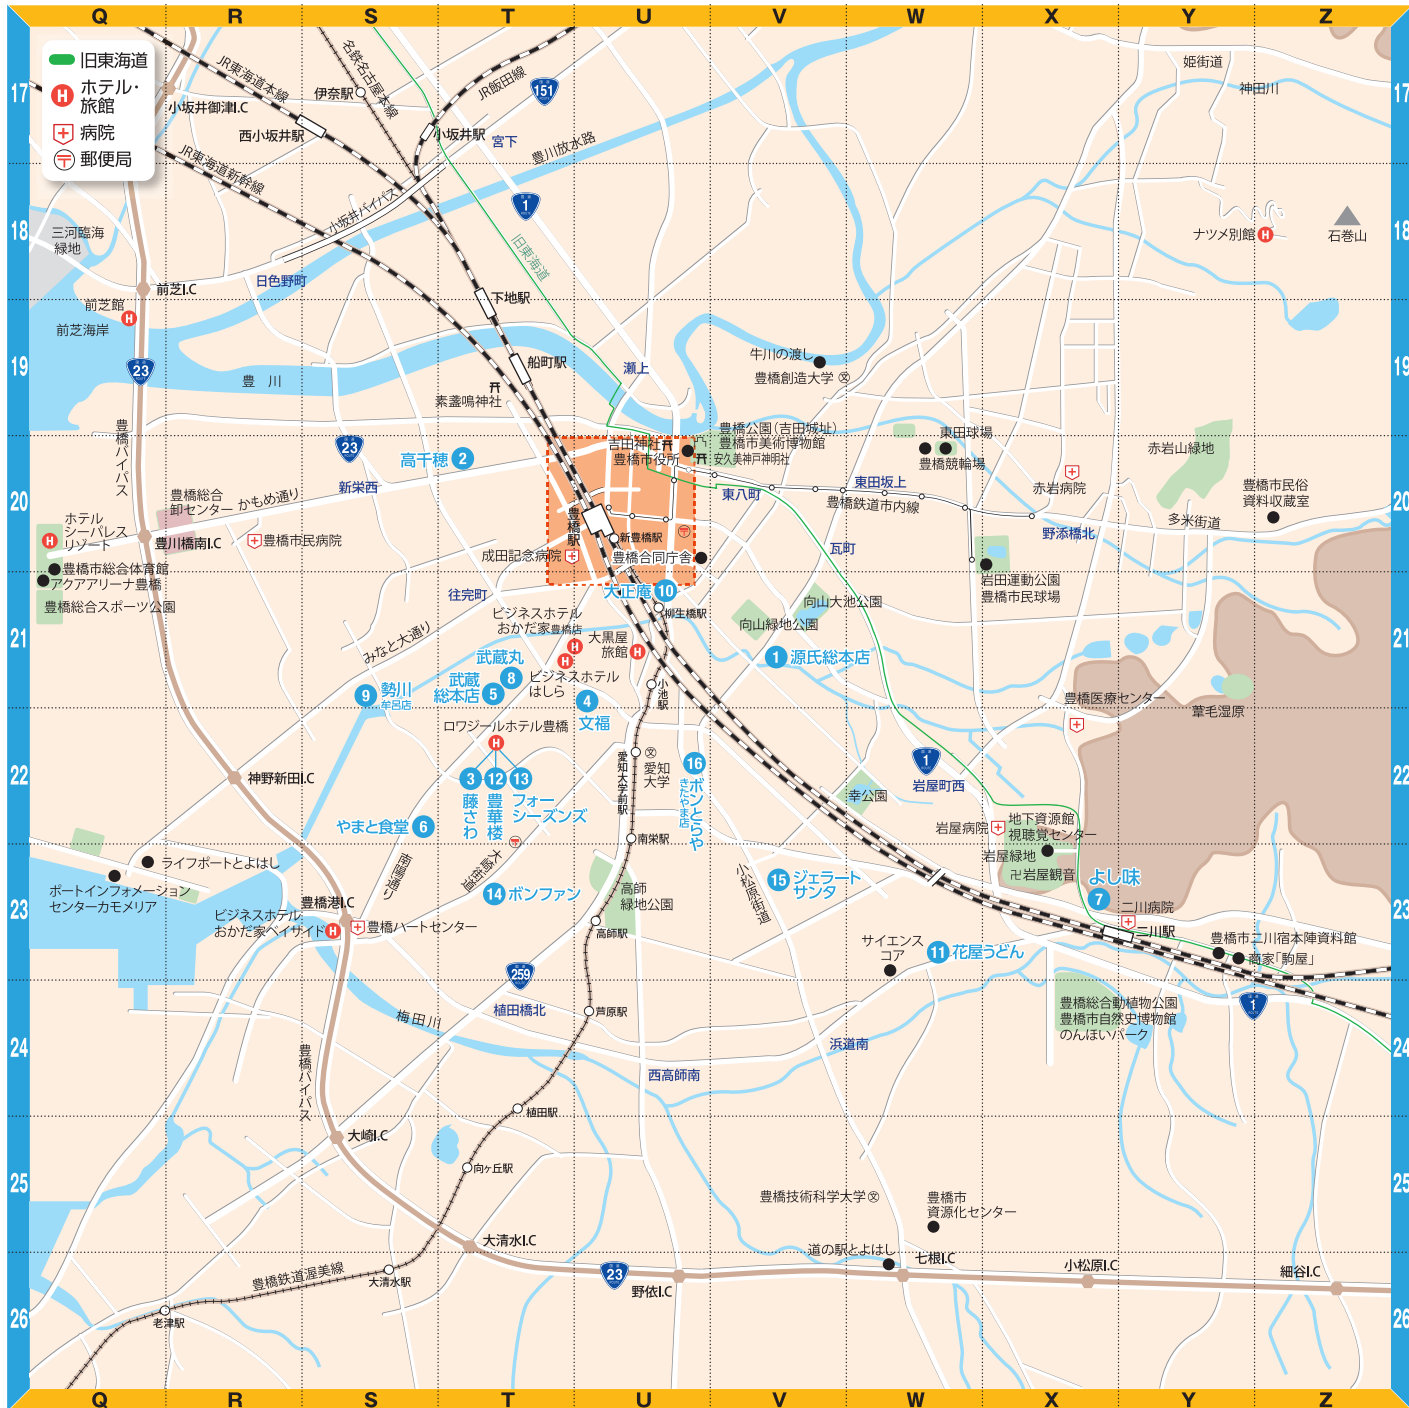 Q R S T U V W X Y Z
17
18
19
20
21
22
23
24
25
26
旧東海道
ホテル・
旅館
病院
郵便局
JR東海道本線
小坂井御津I.C
伊奈駅
名鉄名古屋本線
西小坂井駅
小坂井駅
JR飯田線
151
宮下
豊川放水路
姫街道
神田川
JR東海道新幹線
小坂井バイパス
1
三河臨海
緑地
日色野町
旧東海道
ナツメ別館
石巻山
前芝I.C
前芝館
前芝海岸
下地駅
23
豊 川
船町駅
瀬上
牛川の渡し
豊橋創造大学
素盞鳴神社
豊橋バイパス
23
高千穂
2
吉田神社
豊橋市役所
豊橋公園(吉田城址)
豊橋市美術博物館
安久美神戸神明社
東田球場
豊橋競輪場
赤岩山緑地
新栄西
豊橋総合
卸センター
かもめ通り
東八町
東田坂上
豊橋鉄道市内線
赤岩病院
豊橋市民俗
資料収蔵室
多米街道
野添橋北
ホテル
シーパレス
リゾート
豊川橋南I.C
豊橋市民病院
成田記念病院
豊橋駅
新豊橋駅
豊橋合同庁舎
瓦町
豊橋市総合体育館
アクアアリーナ豊橋
豊橋総合スポーツ公園
往完町
大正庵
10
柳生橋駅
岩田運動公園
豊橋市民球場
向山大池公園
向山緑地公園
ビジネスホテル
おかだ家豊橋店
大黒屋
旅館
みなと大通り
武蔵丸
8
武蔵
総本店
5
ビジネスホテル
はしら
1
源氏総本店
9
勢川
牟呂店
4
文福
小池駅
豊橋医療センター
葦毛湿原
ロワジールホテル豊橋
3
12
13
藤さわ
豊華楼
フォー
シーズンズ
愛知大学前駅
愛知
大学
16
ボンとらや
きたやま店
神野新田I.C
1
岩屋町西
幸公園
やまと食堂
6
南栄駅
岩屋病院
地下資源館
視聴覚センター
岩屋緑地
卍岩屋観音
ライフポートとよはし
ポートインフォメーション
センターカモメリア
南陽通り
大崎街道
14
ボンファン
高師
緑地公園
小松原街道
15
ジェラート
サンタ
よし味
7
豊橋港I.C
ビジネスホテル
おかだ家ベイサイド
豊橋ハートセンター
高師駅
サイエンス
コア
11
花屋うどん
二川病院
二川駅
豊橋市二川宿本陣資料館
商家「駒屋」
259
植田橋北
梅田川
芦原駅
豊橋総合動植物公園
豊橋市自然史博物館
のんほいパーク
1
浜道南
西高師南
豊橋バイパス
植田駅
大崎I.C
向ヶ丘駅
豊橋技術科学大学
豊橋市
資源化センター
大清水I.C
道の駅とよはし
七根I.C
小松原I.C
細谷I.C
豊橋鉄道渥美線
大清水駅
23
野依I.C
老津駅
17
18
19
20
21
22
23
24
25
26
Q R S T U V W X Y Z